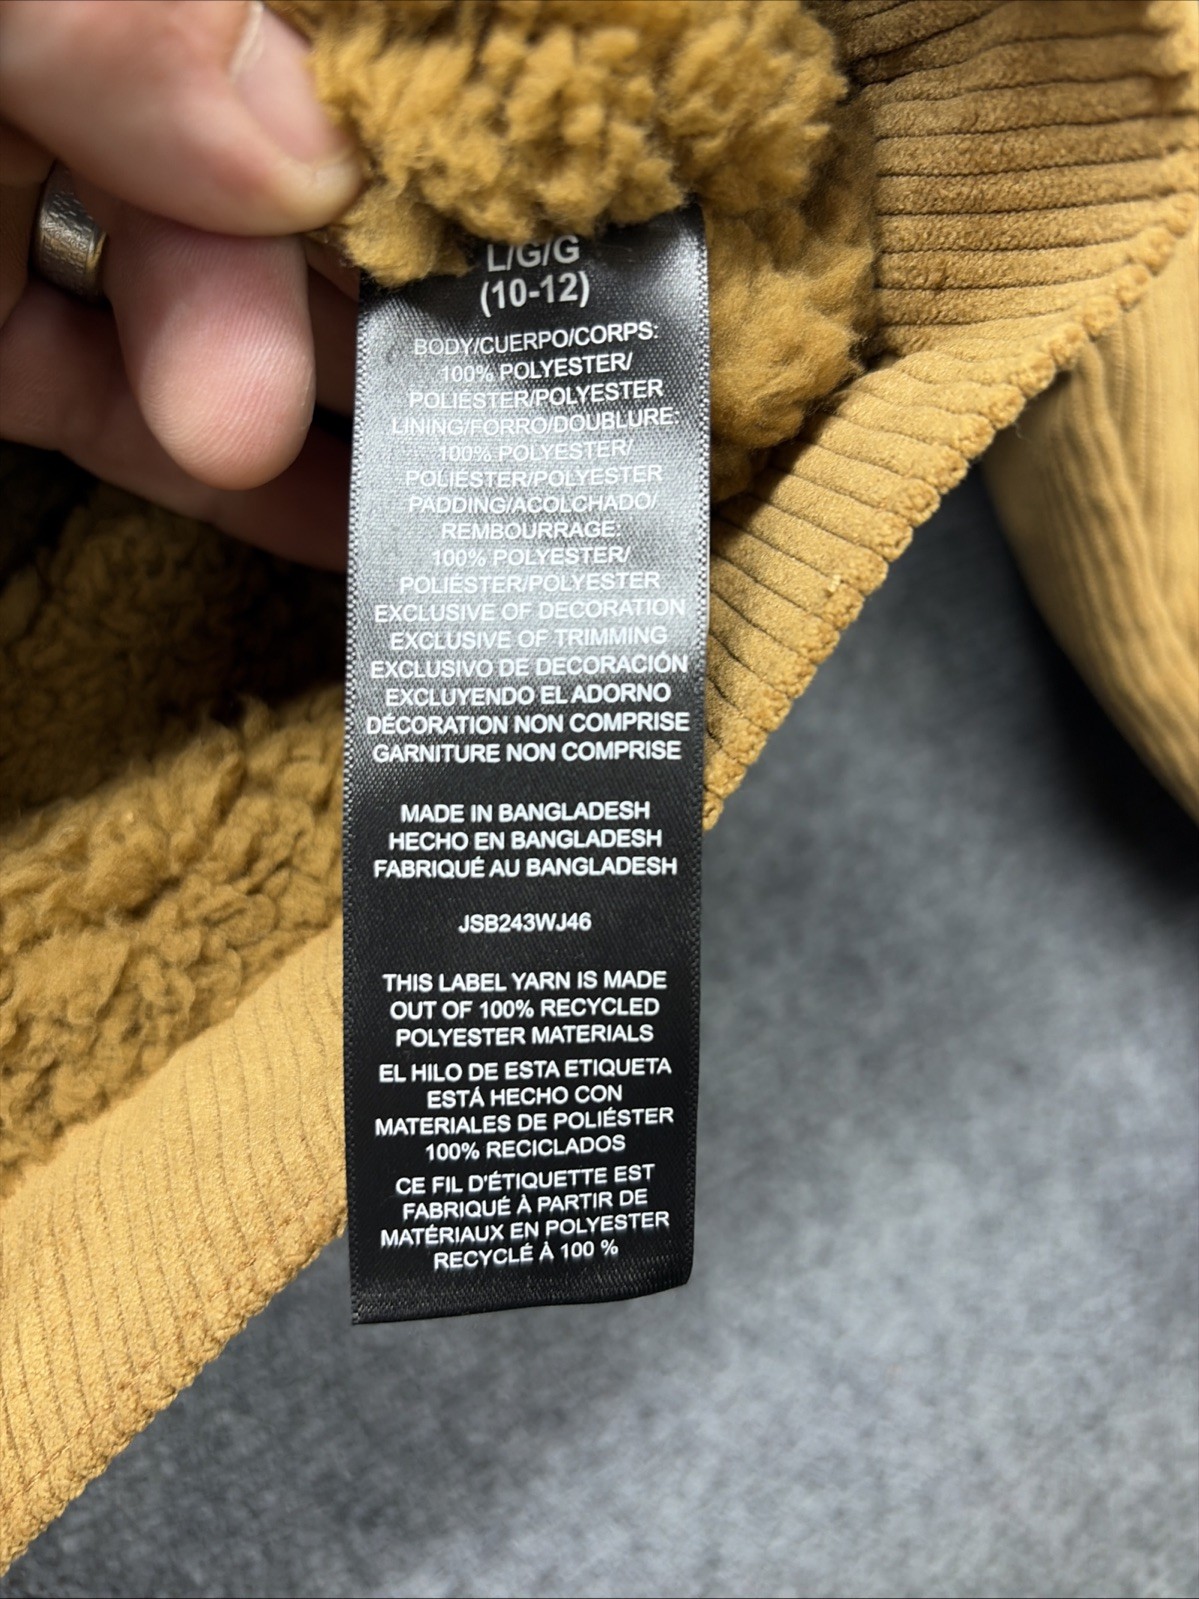 L/G/G
(10-12)
BODY/CUERPO/CORPS:
100% POLYESTER/
POLIÉSTER/POLYESTER
LINING/FORRO/DOUBLURE:
100% POLYESTER/
POLIÉSTER/POLYESTER
PADDING/ACOLCHADO/
REMBOURRAGE:
100% POLYESTER/
POLIÉSTER/POLYESTER
EXCLUSIVE OF DECORATION
EXCLUSIVE OF TRIMMING
EXCLUSIVO DE DECORACIÓN
EXCLUYENDO EL ADORNO
DÉCORATION NON COMPRISE
GARNITURE NON COMPRISE
MADE IN BANGLADESH
HECHO EN BANGLADESH
FABRIQUÉ AU BANGLADESH
JSB243WJ46
THIS LABEL YARN IS MADE
OUT OF 100% RECYCLED
POLYESTER MATERIALS
EL HILO DE ESTA ETIQUETA
ESTÁ HECHO CON
MATERIALES DE POLIÉSTER
100% RECICLADOS
CE FIL D'ÉTIQUETTE EST
FABRIQUÉ À PARTIR DE
MATÉRIAUX EN POLYESTER
RECYCLÉ À 100 %